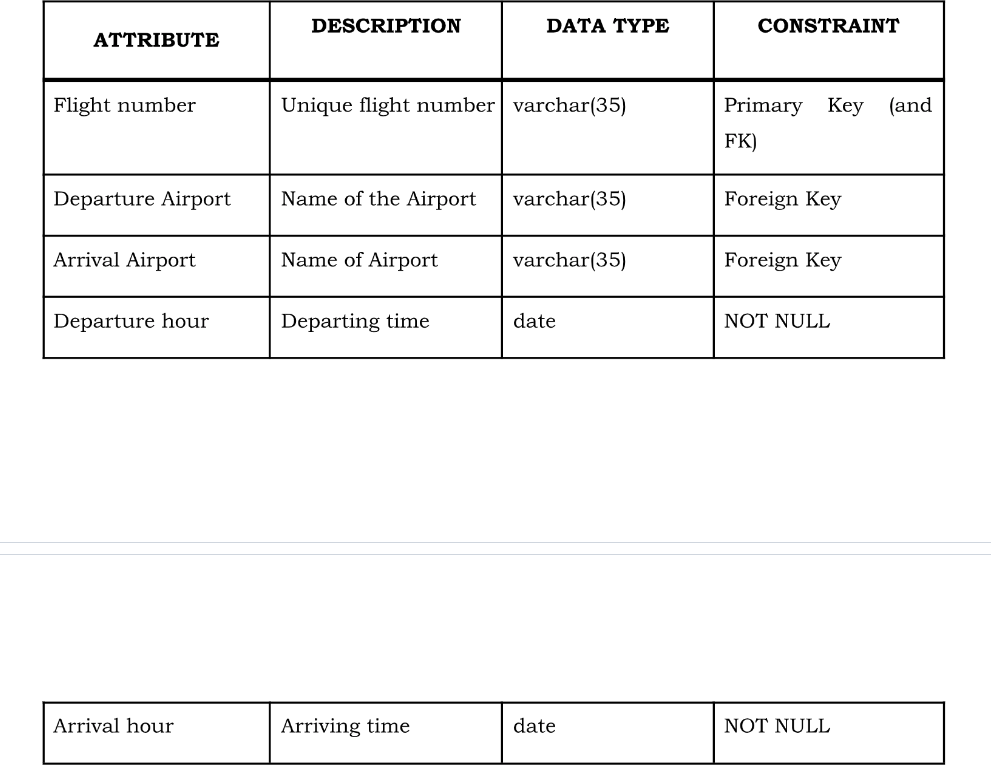 ATTRIBUTE DESCRIPTION DATA TYPE CONSTRAINT
Flight number Unique flight number varchar(35) Primary Key (and
FK)
Departure Airport Name of the Airport varchar(35) Foreign Key
Arrival Airport Name of Airport varchar(35) Foreign Key
Departure hour Departing time date NOT NULL
Arrival hour Arriving time date NOT NULL